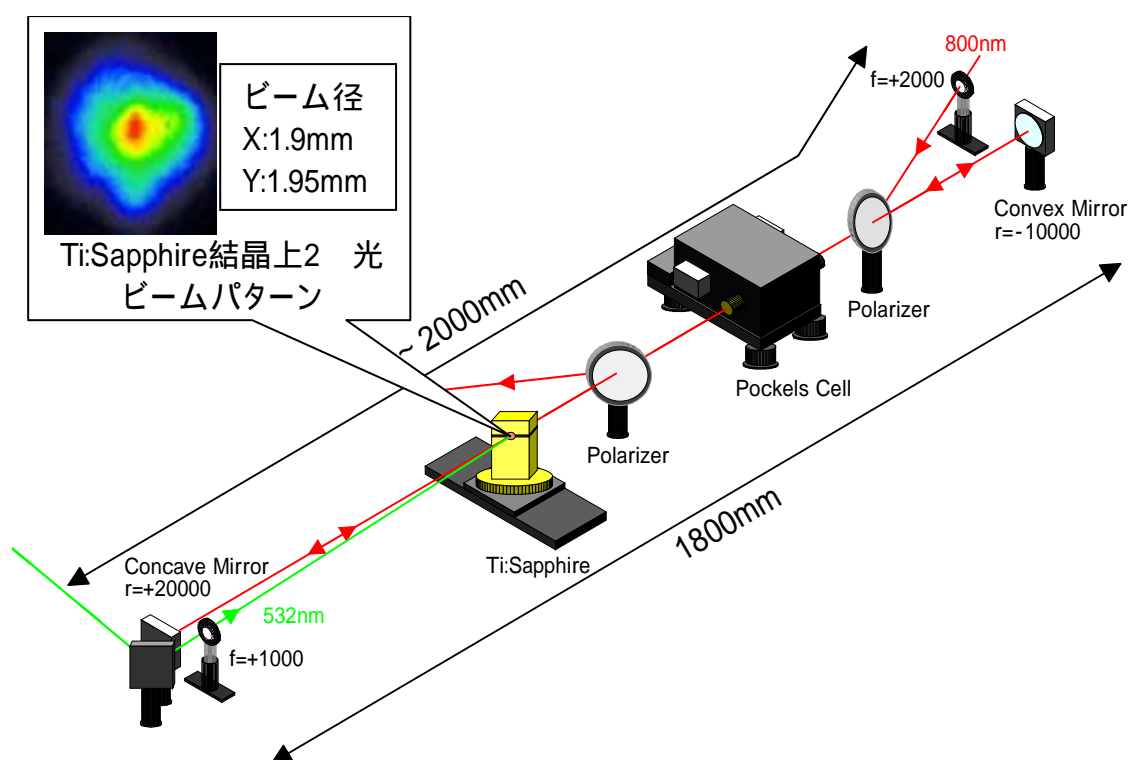 ビーム径
X:1.9mm
Y:1.95mm
Ti:Sapphire結晶上2 光
ビームパターン
800nm
f=+2000
Convex Mirror
r=-10000
Polarizer
Pockels Cell
~2000mm
Polarizer
1800mm
Ti:Sapphire
Concave Mirror
r=+20000
532nm
f=+1000